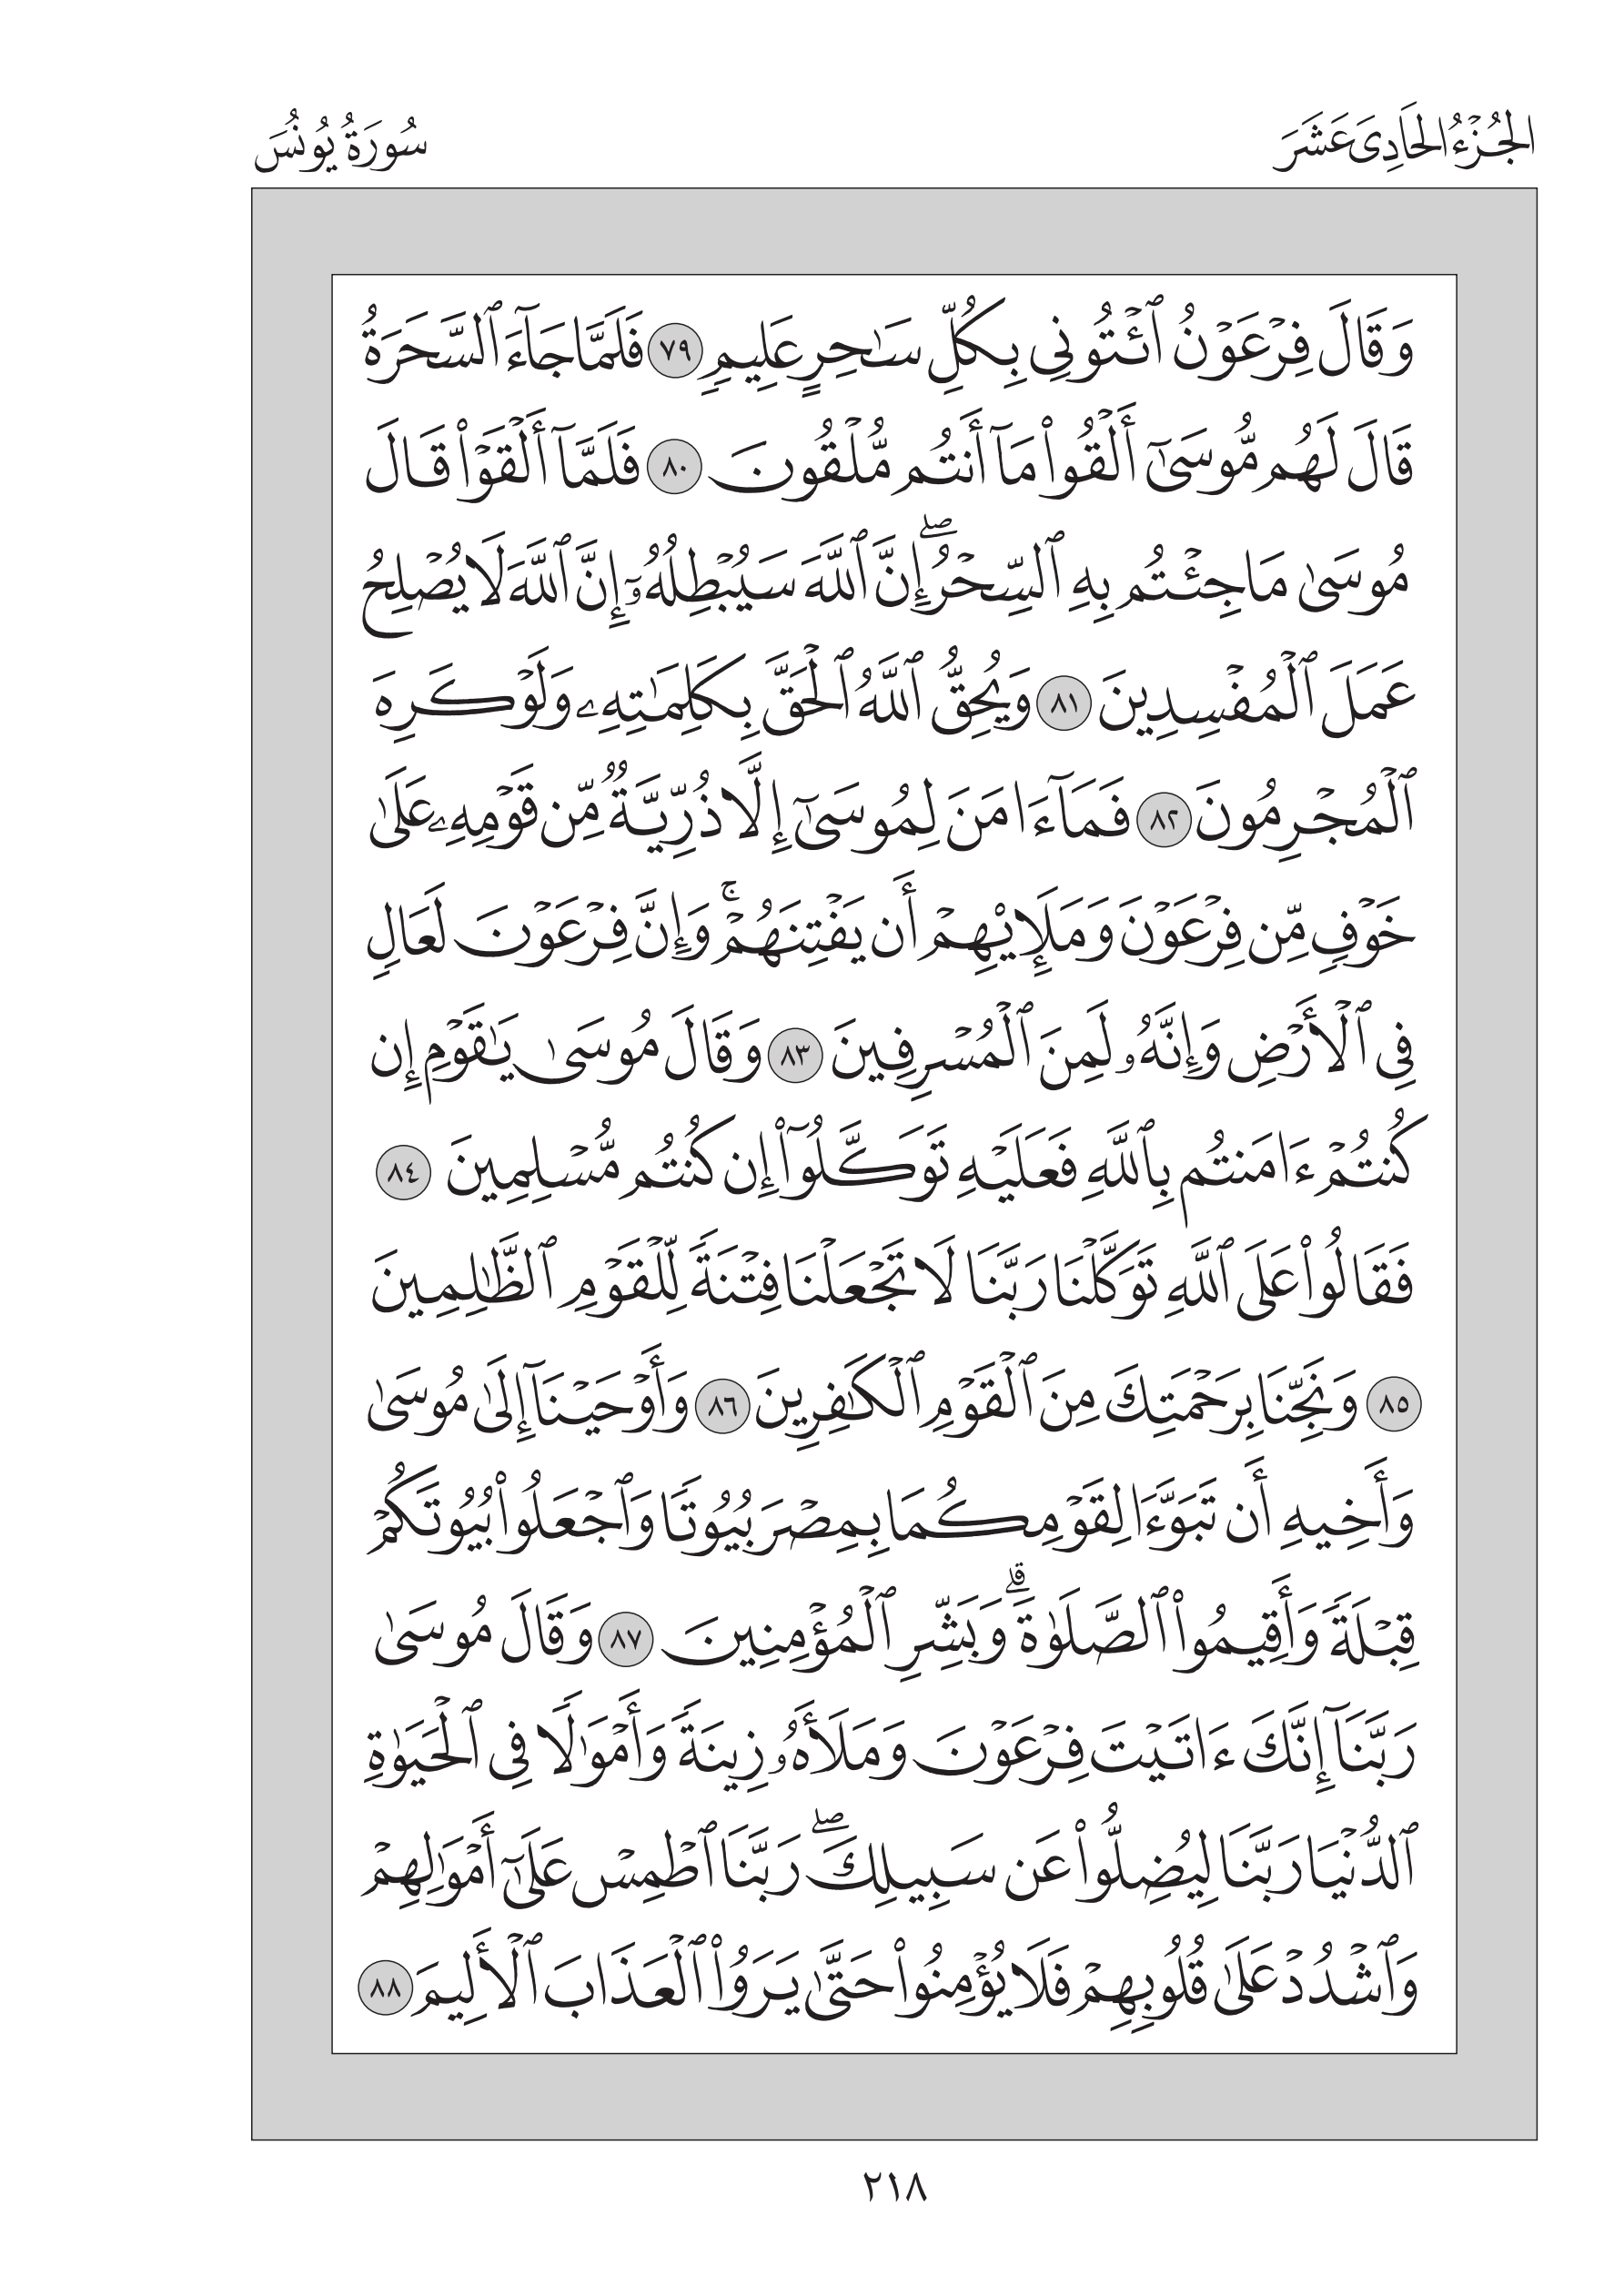 الجُزْءُ الحَادِىَ عَشَرَ
سُورَةُ يُونُسَ
وَقَالَ فِرْعَوْنُ ٱئْتُونِى بِكُلِّ سَـٰحِرٍ عَلِيمٍ ٧٩ فَلَمَّا جَآءَ ٱلسَّحَرَةُ
قَالَ لَهُم مُّوسَىٰٓ أَلْقُوا۟ مَآ أَنتُم مُّلْقُونَ ٨٠ فَلَمَّآ أَلْقَوْا۟ قَالَ
مُوسَىٰ مَا جِئْتُم بِهِ ٱلسِّحْرُ ۖ إِنَّ ٱللَّهَ سَيُبْطِلُهُۥٓ إِنَّ ٱللَّهَ لَا يُصْلِحُ
عَمَلَ ٱلْمُفْسِدِينَ ٨١ وَيُحِقُّ ٱللَّهُ ٱلْحَقَّ بِكَلِمَـٰتِهِۦ وَلَوْ كَرِهَ
ٱلْمُجْرِمُونَ ٨٢ فَمَآ ءَامَنَ لِمُوسَىٰٓ إِلَّا ذُرِّيَّةٌ مِّن قَوْمِهِۦ عَلَىٰ
خَوْفٍ مِّن فِرْعَوْنَ وَمَلَإِي۟هِمْ أَن يَفْتِنَهُمْ ۚ وَإِنَّ فِرْعَوْنَ لَعَالٍ
فِى ٱلْأَرْضِ وَإِنَّهُۥ لَمِنَ ٱلْمُسْرِفِينَ ٨٣ وَقَالَ مُوسَىٰ يَـٰقَوْمِ إِن
كُنتُمْ ءَامَنتُم بِٱللَّهِ فَعَلَيْهِ تَوَكَّلُوٓا۟ إِن كُنتُم مُّسْلِمِينَ ٨٤
فَقَالُوا۟ عَلَى ٱللَّهِ تَوَكَّلْنَا رَبَّنَا لَا تَجْعَلْنَا فِتْنَةً لِّلْقَوْمِ ٱلظَّـٰلِمِينَ
٨٥ وَنَجِّنَا بِرَحْمَتِكَ مِنَ ٱلْقَوْمِ ٱلْكَـٰفِرِينَ ٨٦ وَأَوْحَيْنَآ إِلَىٰ مُوسَىٰ
وَأَخِيهِ أَن تَبَوَّءَا لِقَوْمِكُمَا بِمِصْرَ بُيُوتًا وَٱجْعَلُوا۟ بُيُوتَكُمْ
قِبْلَةً وَأَقِيمُوا۟ ٱلصَّلَوٰةَ ۗ وَبَشِّرِ ٱلْمُؤْمِنِينَ ٨٧ وَقَالَ مُوسَىٰ
رَبَّنَآ إِنَّكَ ءَاتَيْتَ فِرْعَوْنَ وَمَلَأَهُۥ زِينَةً وَأَمْوَٰلًا فِى ٱلْحَيَوٰةِ
ٱلدُّنْيَا رَبَّنَا لِيُضِلُّوا۟ عَن سَبِيلِكَ ۖ رَبَّنَا ٱطْمِسْ عَلَىٰٓ أَمْوَٰلِهِمْ
وَٱشْدُدْ عَلَىٰ قُلُوبِهِمْ فَلَا يُؤْمِنُوا۟ حَتَّىٰ يَرَوُا۟ ٱلْعَذَابَ ٱلْأَلِيمَ ٨٨
٢١٨